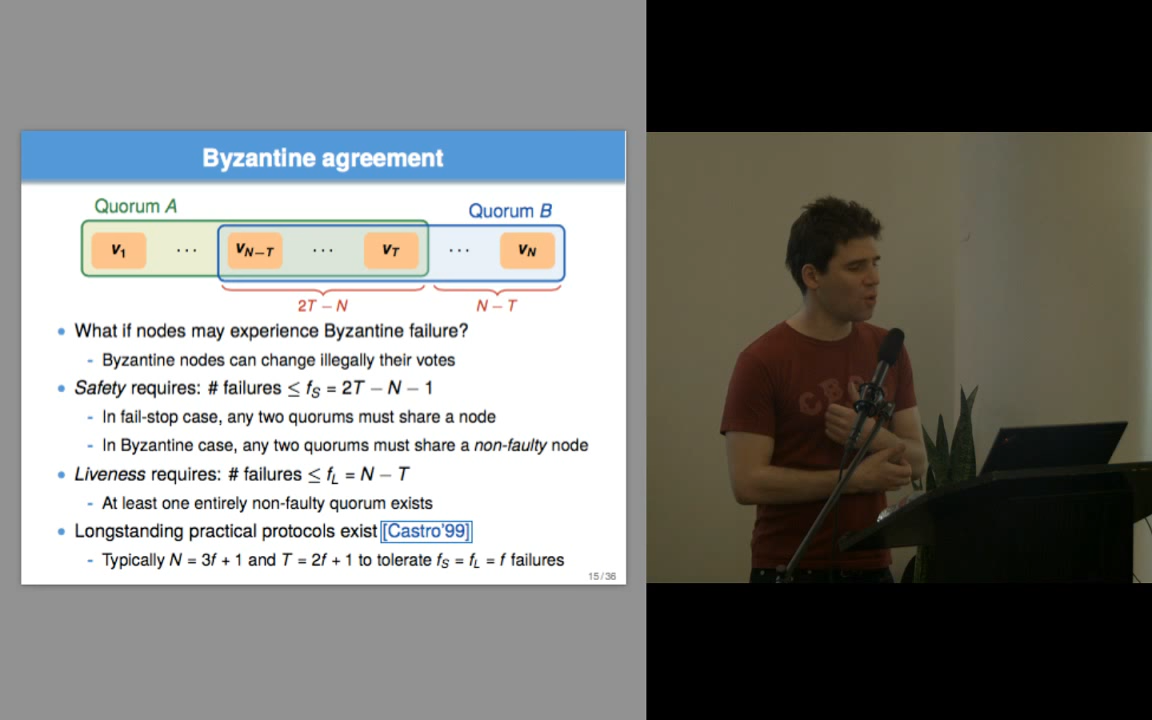 Byzantine agreement
Quorum A
Quorum B
v1 ··· vN−T ··· vT ··· vN
2T − N
N − T
• What if nodes may experience Byzantine failure?
- Byzantine nodes can change illegally their votes
• Safety requires: # failures ≤ fS = 2T − N − 1
- In fail-stop case, any two quorums must share a node
- In Byzantine case, any two quorums must share a non-faulty node
• Liveness requires: # failures ≤ fL = N − T
- At least one entirely non-faulty quorum exists
• Longstanding practical protocols exist [Castro'99]
- Typically N = 3f + 1 and T = 2f + 1 to tolerate fS = fL = f failures
15/36